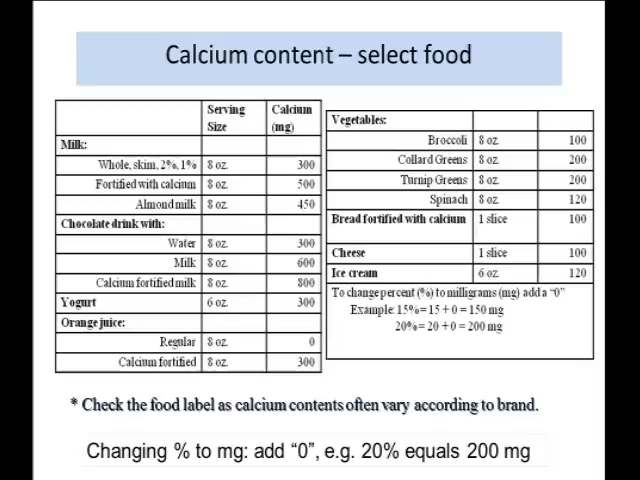 Calcium content – select food
Serving Size Calcium (mg)
Milk:
Whole, skim, 2%, 1% 8 oz. 300
Fortified with calcium 8 oz. 500
Almond milk 8 oz. 450
Chocolate drink with:
Water 8 oz. 300
Milk 8 oz. 600
Calcium fortified milk 8 oz. 800
Yogurt 6 oz. 300
Orange juice:
Regular 8 oz. 0
Calcium fortified 8 oz. 300
Vegetables:
Broccoli 8 oz. 100
Collard Greens 8 oz. 200
Turnip Greens 8 oz. 200
Spinach 8 oz. 120
Bread fortified with calcium 1 slice 100
Cheese 1 slice 100
Ice cream 6 oz. 120
To change percent (%) to milligrams (mg) add a “0”
Example: 15% = 15 + 0 = 150 mg
20% = 20 + 0 = 200 mg
* Check the food label as calcium contents often vary according to brand.
Changing % to mg: add “0”, e.g. 20% equals 200 mg